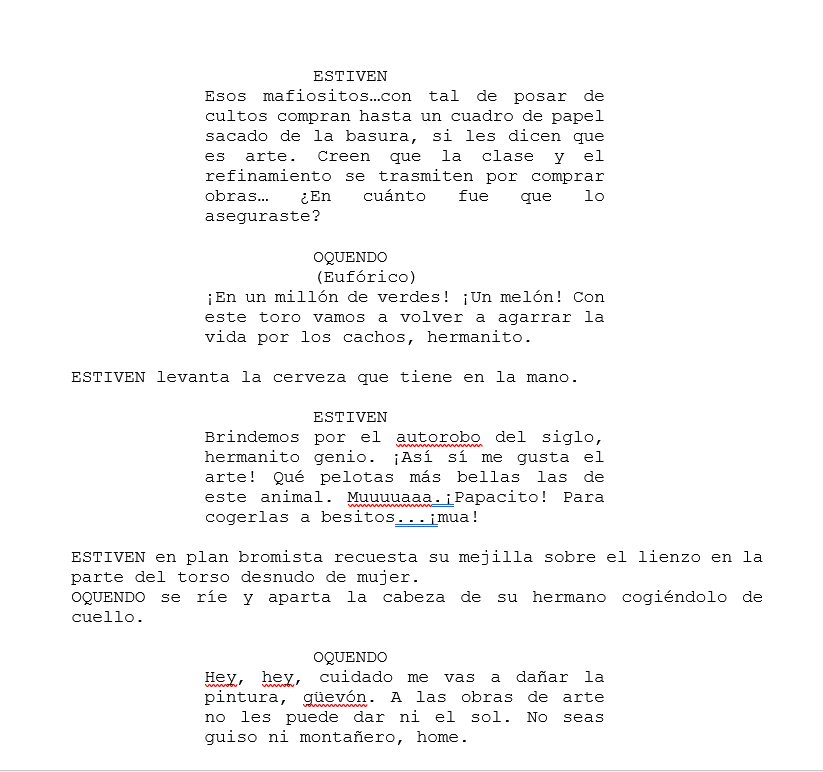 ESTIVEN
Esos mafiositos…con tal de posar de
cultos compran hasta un cuadro de papel
sacado de la basura, si les dicen que
es arte. Creen que la clase y el
refinamiento se trasmiten por comprar
obras… ¿En cuánto fue que lo
aseguraste?
OQUENDO
(Eufórico)
¡En un millón de verdes! ¡Un melón! Con
este toro vamos a volver a agarrar la
vida por los cachos, hermanito.
ESTIVEN levanta la cerveza que tiene en la mano.
ESTIVEN
Brindemos por el autorobo del siglo,
hermanito genio. ¡Así sí me gusta el
arte! Qué pelotas más bellas las de
este animal. Muuuuaaa.¡Papacito! Para
cogerlas a besitos...¡mua!
ESTIVEN en plan bromista recuesta su mejilla sobre el lienzo en la
parte del torso desnudo de mujer.
OQUENDO se ríe y aparta la cabeza de su hermano cogiéndolo de
cuello.
OQUENDO
Hey, hey, cuidado me vas a dañar la
pintura, güevón. A las obras de arte
no les puede dar ni el sol. No seas
guiso ni montañero, home.